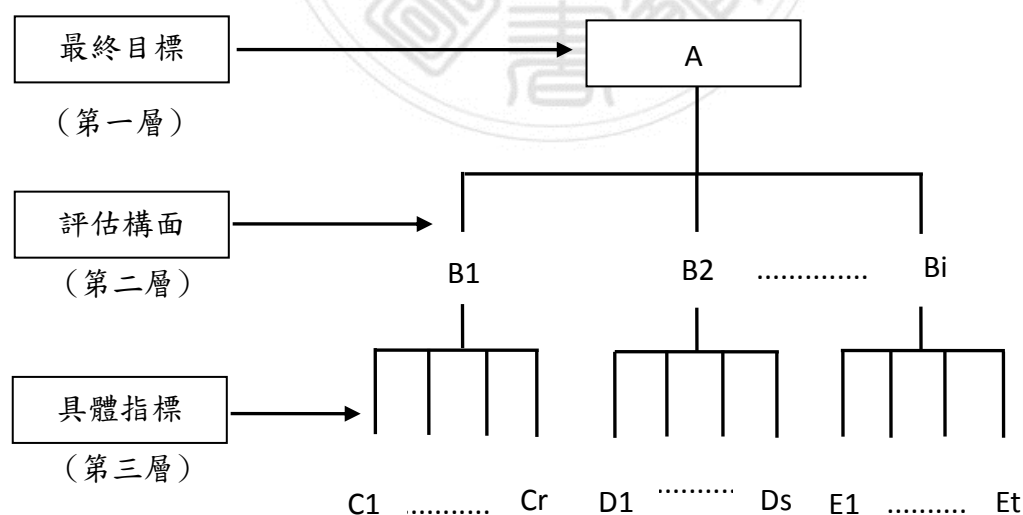 最終目標
A
(第一層)
評估構面
(第二層)
B1
B2 .............. Bi
具體指標
(第三層)
C1 .......... Cr D1 .......... Ds E1 .......... Et